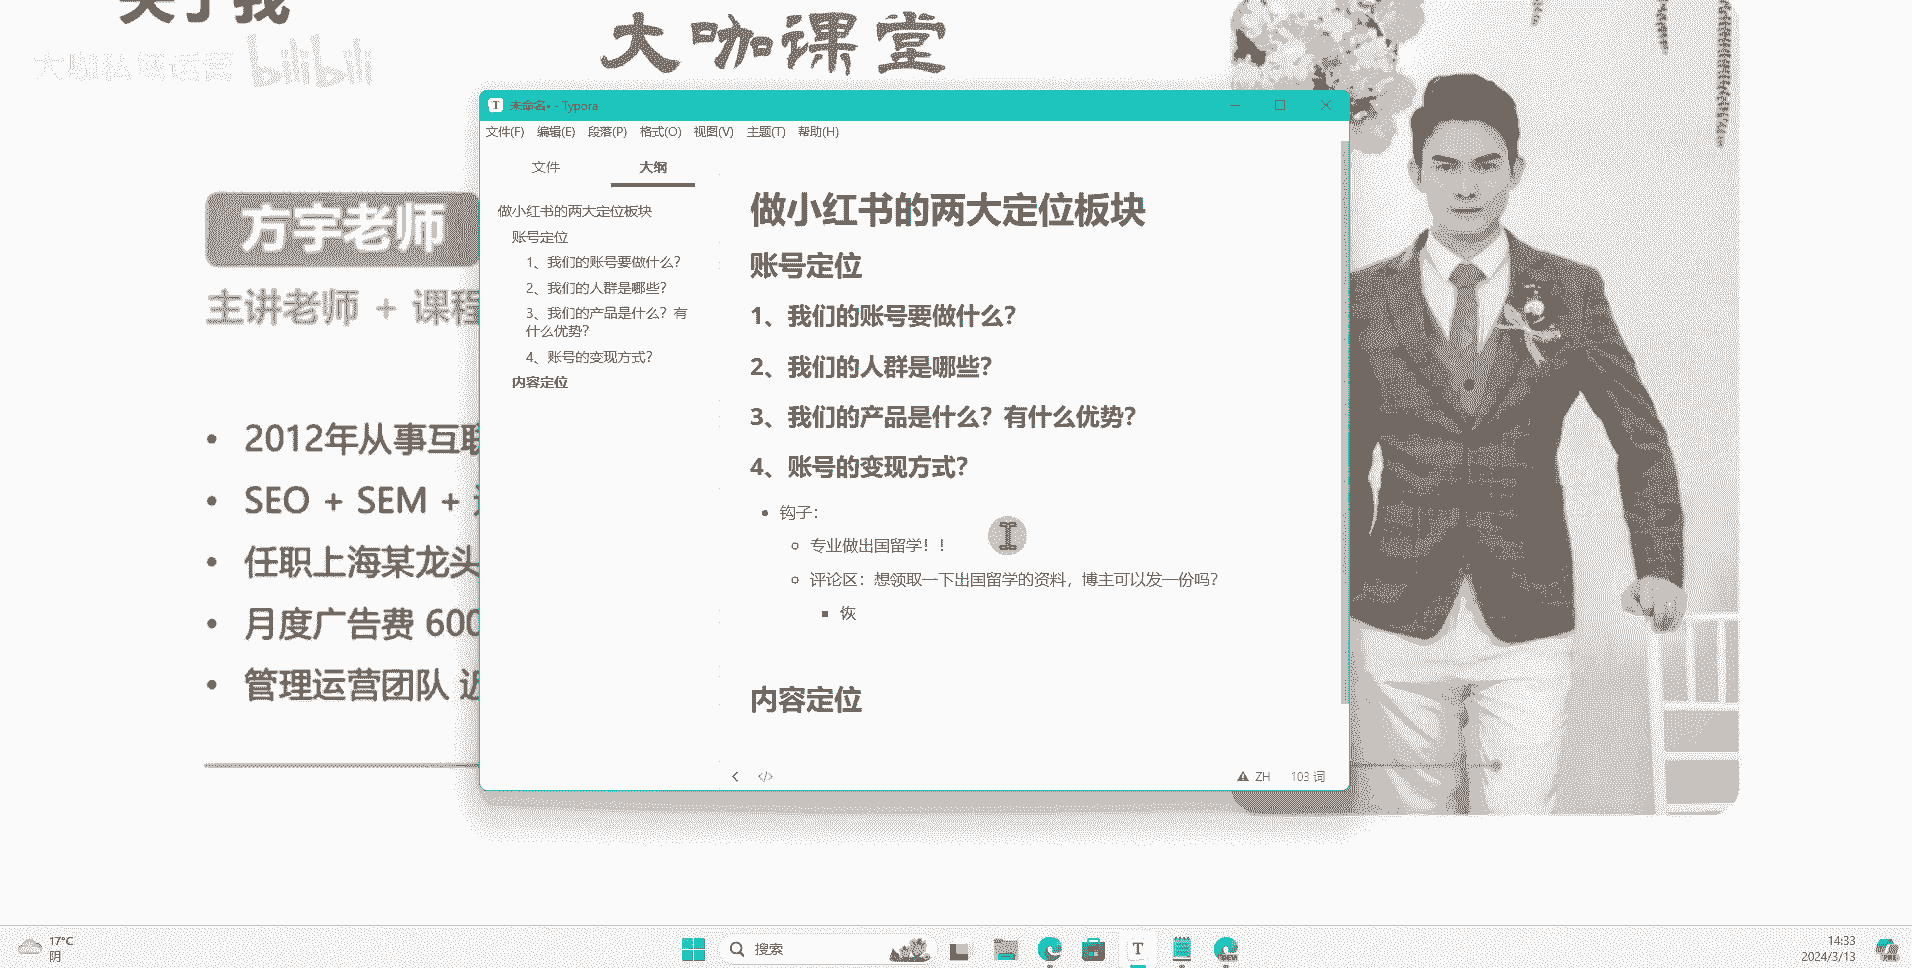 关于我
大咖私域运营 bilibili
大咖课堂
方宇老师
主讲老师 + 课程
• 2012年从事互联
• SEO + SEM +
• 任职上海某龙头
• 月度广告费 600
• 管理运营团队 近
T 未命名• - Typora
文件(F) 编辑(E) 段落(P) 格式(O) 视图(V) 主题(T) 帮助(H)
文件 大纲
做小红书的两大定位板块
账号定位
1、我们的账号要做什么?
2、我们的人群是哪些?
3、我们的产品是什么？有
什么优势?
4、账号的变现方式?
内容定位
做小红书的两大定位板块
账号定位
1、我们的账号要做什么?
2、我们的人群是哪些?
3、我们的产品是什么？有什么优势?
4、账号的变现方式?
• 钩子：
◦ 专业做出国留学！！
◦ 评论区：想领取一下出国留学的资料，博主可以发一份吗?
▪ 恢
内容定位
</> ZH 103 词
17°C
阴
搜索
T
DEV
14:33
2024/3/13
PRE